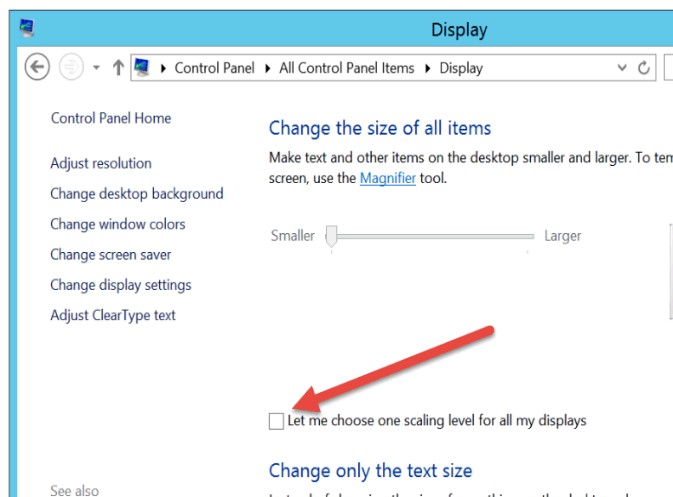 Display
Control Panel All Control Panel Items Display
Control Panel Home
Adjust resolution
Change desktop background
Change window colors
Change screen saver
Change display settings
Adjust ClearType text
See also
Change the size of all items
Make text and other items on the desktop smaller and larger. To
screen, use the Magnifier tool.
Smaller Larger
Let me choose one scaling level for all my displays
Change only the text size